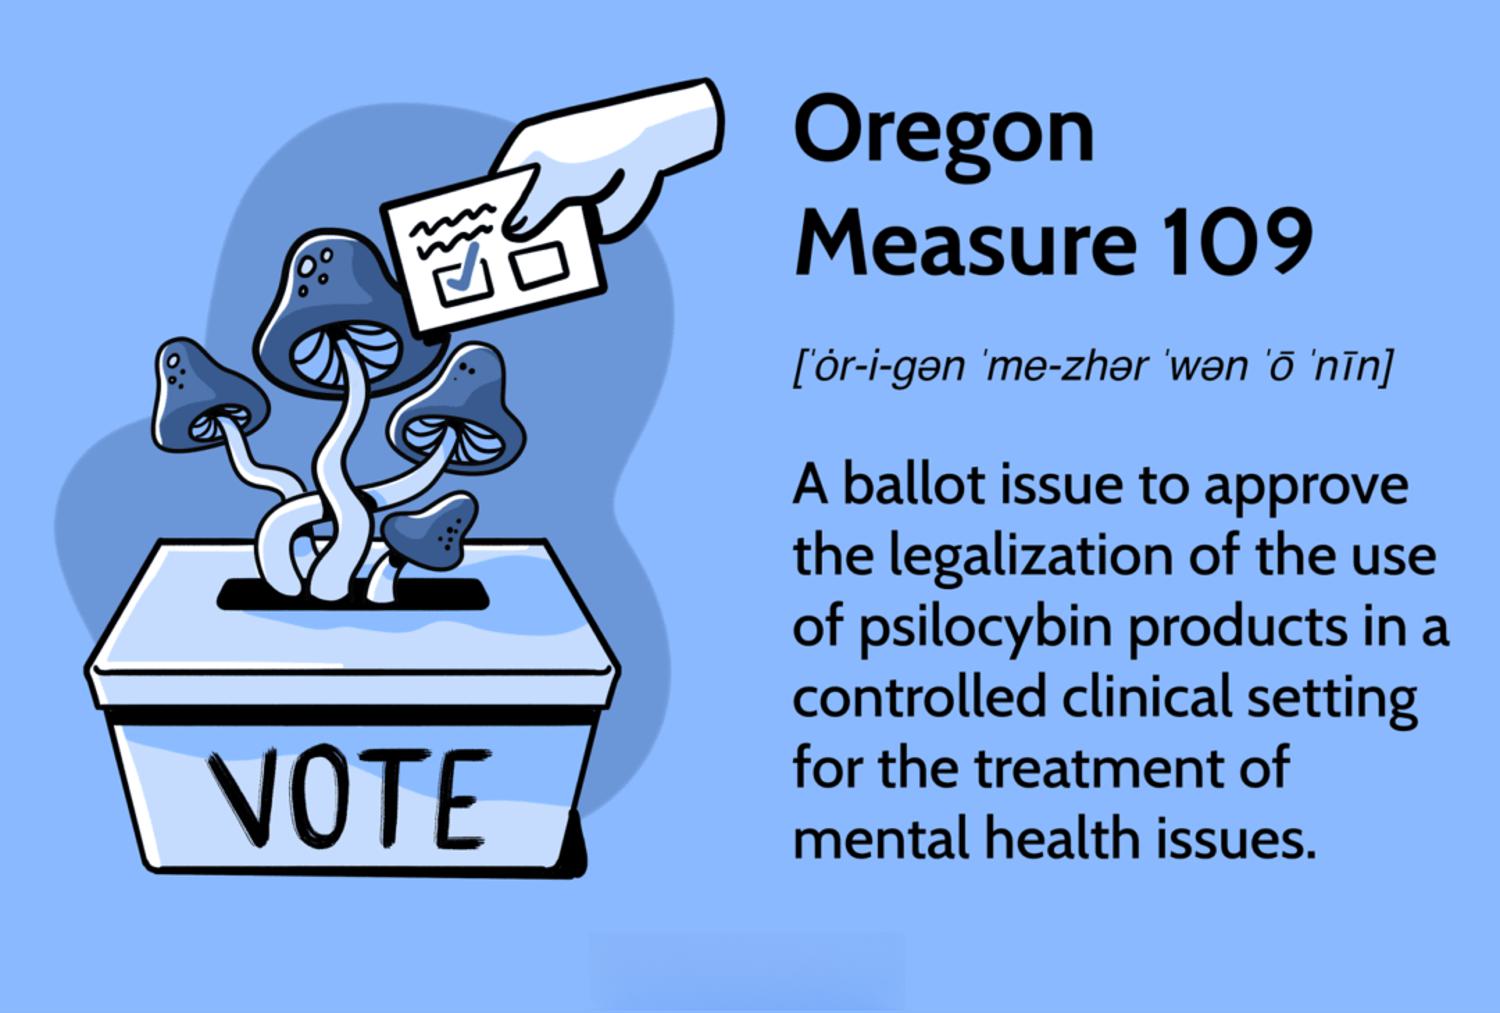 Oregon
Measure 109
[ˈȯr-i-gən ˈme-zhər ˈwən ˈō ˈnīn]
A ballot issue to approve
the legalization of the use
of psilocybin products in a
controlled clinical setting
for the treatment of
mental health issues.
VOTE